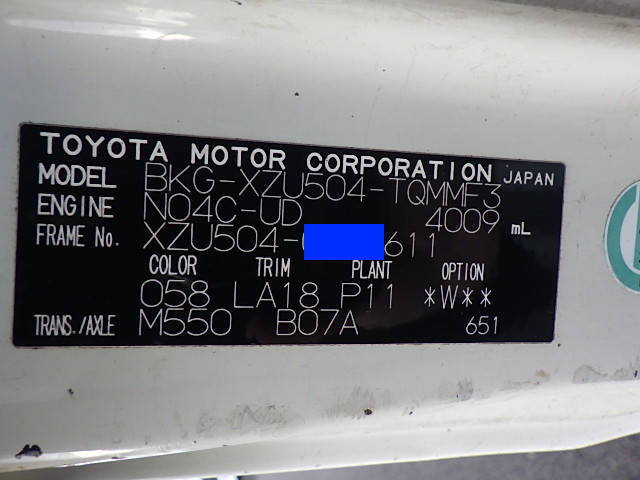 TOYOTA MOTOR CORPORATION JAPAN
MODEL BKG-XZU504-TQMMF3
ENGINE N04C-UD 4009 mL
FRAME No. XZU504- 611
COLOR TRIM PLANT OPTION
058 LA18 P11 *W**
TRANS./AXLE M550 B07A 651